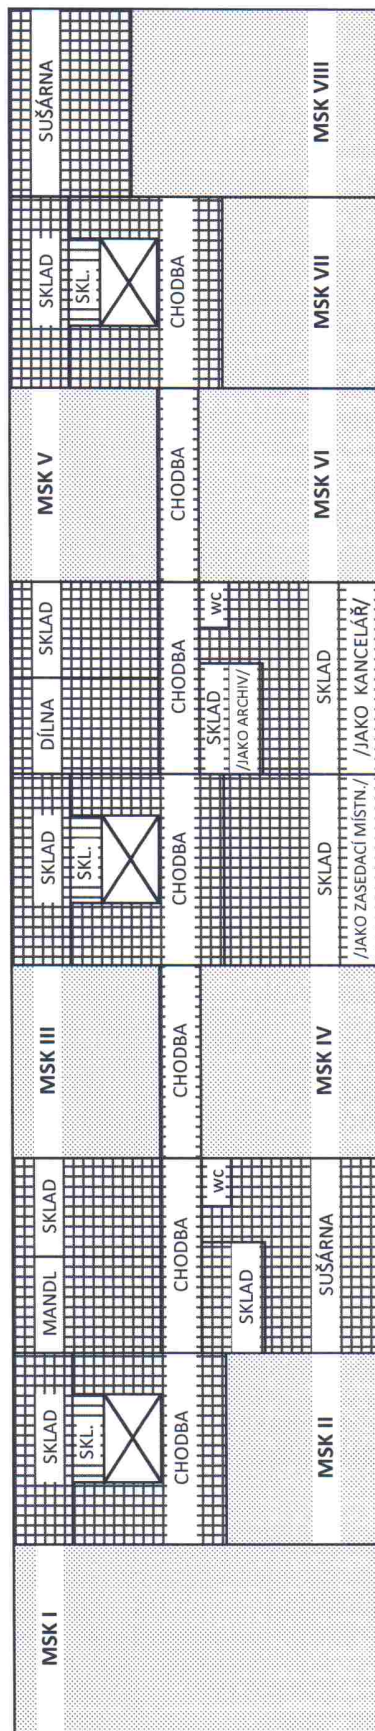 MSK I
SKLAD
MANDL
SKLAD
MSK III
SKLAD
DÍLNA
SKLAD
MSK V
SKLAD
SUŠÁRNA
SKL.
SKL.
SKL.
CHODBA
CHODBA
CHODBA
CHODBA
CHODBA
CHODBA
CHODBA
SKLAD
WC
SKLAD
/JAKO ARCHIV/
WC
MSK II
SUŠÁRNA
MSK IV
SKLAD
/JAKO ZASEDACÍ MÍSTN./
SKLAD
/JAKO KANCELÁŘ/
MSK VI
MSK VII
MSK VIII